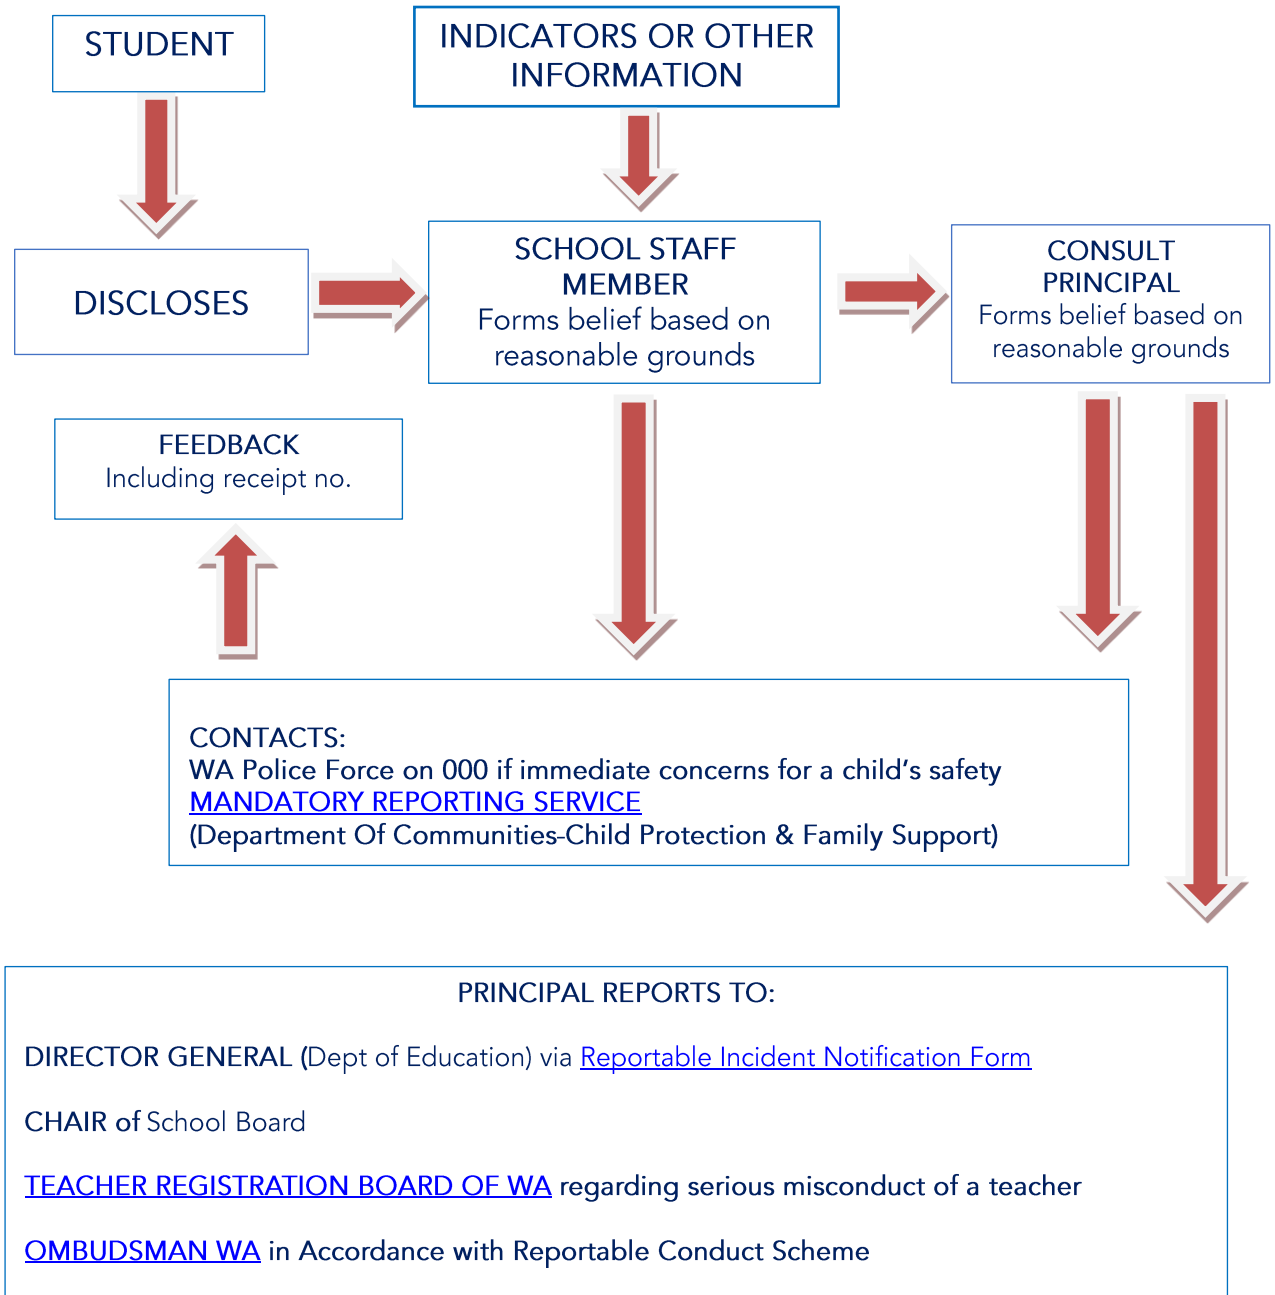 STUDENT
INDICATORS OR OTHER
INFORMATION
DISCLOSES
SCHOOL STAFF
MEMBER
Forms belief based on
reasonable grounds
CONSULT
PRINCIPAL
Forms belief based on
reasonable grounds
FEEDBACK
Including receipt no.
CONTACTS:
WA Police Force on 000 if immediate concerns for a child’s safety
MANDATORY REPORTING SERVICE
(Department Of Communities-Child Protection & Family Support)
PRINCIPAL REPORTS TO:
DIRECTOR GENERAL (Dept of Education) via Reportable Incident Notification Form
CHAIR of School Board
TEACHER REGISTRATION BOARD OF WA regarding serious misconduct of a teacher
OMBUDSMAN WA in Accordance with Reportable Conduct Scheme